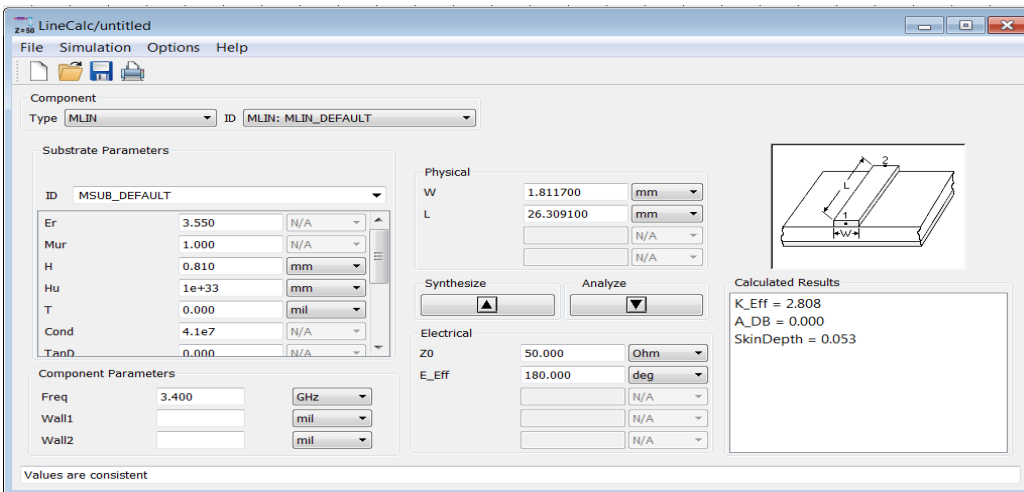 Z=50 LineCalc/untitled
File Simulation Options Help
Component
Type MLIN ID MLIN: MLIN_DEFAULT
Substrate Parameters
ID MSUB_DEFAULT
Er 3.550 N/A
Mur 1.000 N/A
H 0.810 mm
Hu 1e+33 mm
T 0.000 mil
Cond 4.1e7 N/A
TanD 0.000 N/A
Component Parameters
Freq 3.400 GHz
Wall1 mil
Wall2 mil
Physical
W 1.811700 mm
L 26.309100 mm
N/A
N/A
Synthesize Analyze
Electrical
Z0 50.000 Ohm
E_Eff 180.000 deg
N/A
N/A
N/A
2
L
1
W
Calculated Results
K_Eff = 2.808
A_DB = 0.000
SkinDepth = 0.053
Values are consistent